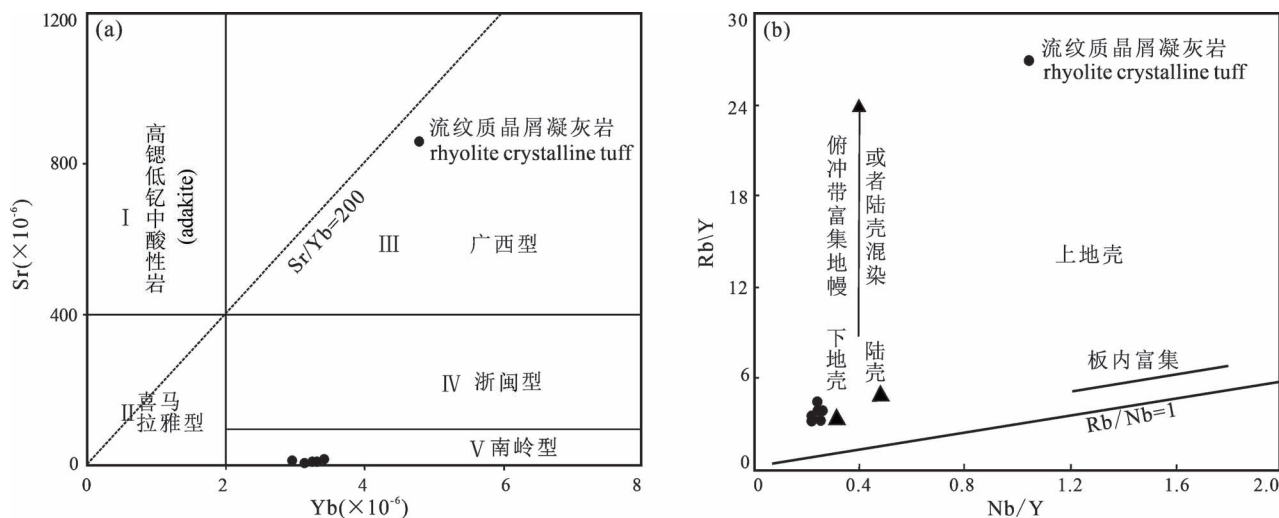 (a)
1200
800
400
0
Sr(×10⁻⁶)
Ⅰ
高锶低钇中酸性岩
(adakite)
Sr/Yb=200
流纹质晶屑凝灰岩
rhyolite crystalline tuff
Ⅲ 广西型
Ⅱ喜马
拉雅型
Ⅳ 浙闽型
Ⅴ南岭型
0 2 4 6 8
Yb(×10⁻⁶)
(b)
30
24
18
12
6
0
Rb\Y
流纹质晶屑凝灰岩
rhyolite crystalline tuff
俯冲带富集地幔
或者陆壳混染
上地壳
下地壳
陆壳
板内富集
Rb/Nb=1
0 0.4 0.8 1.2 1.6 2.0
Nb/Y